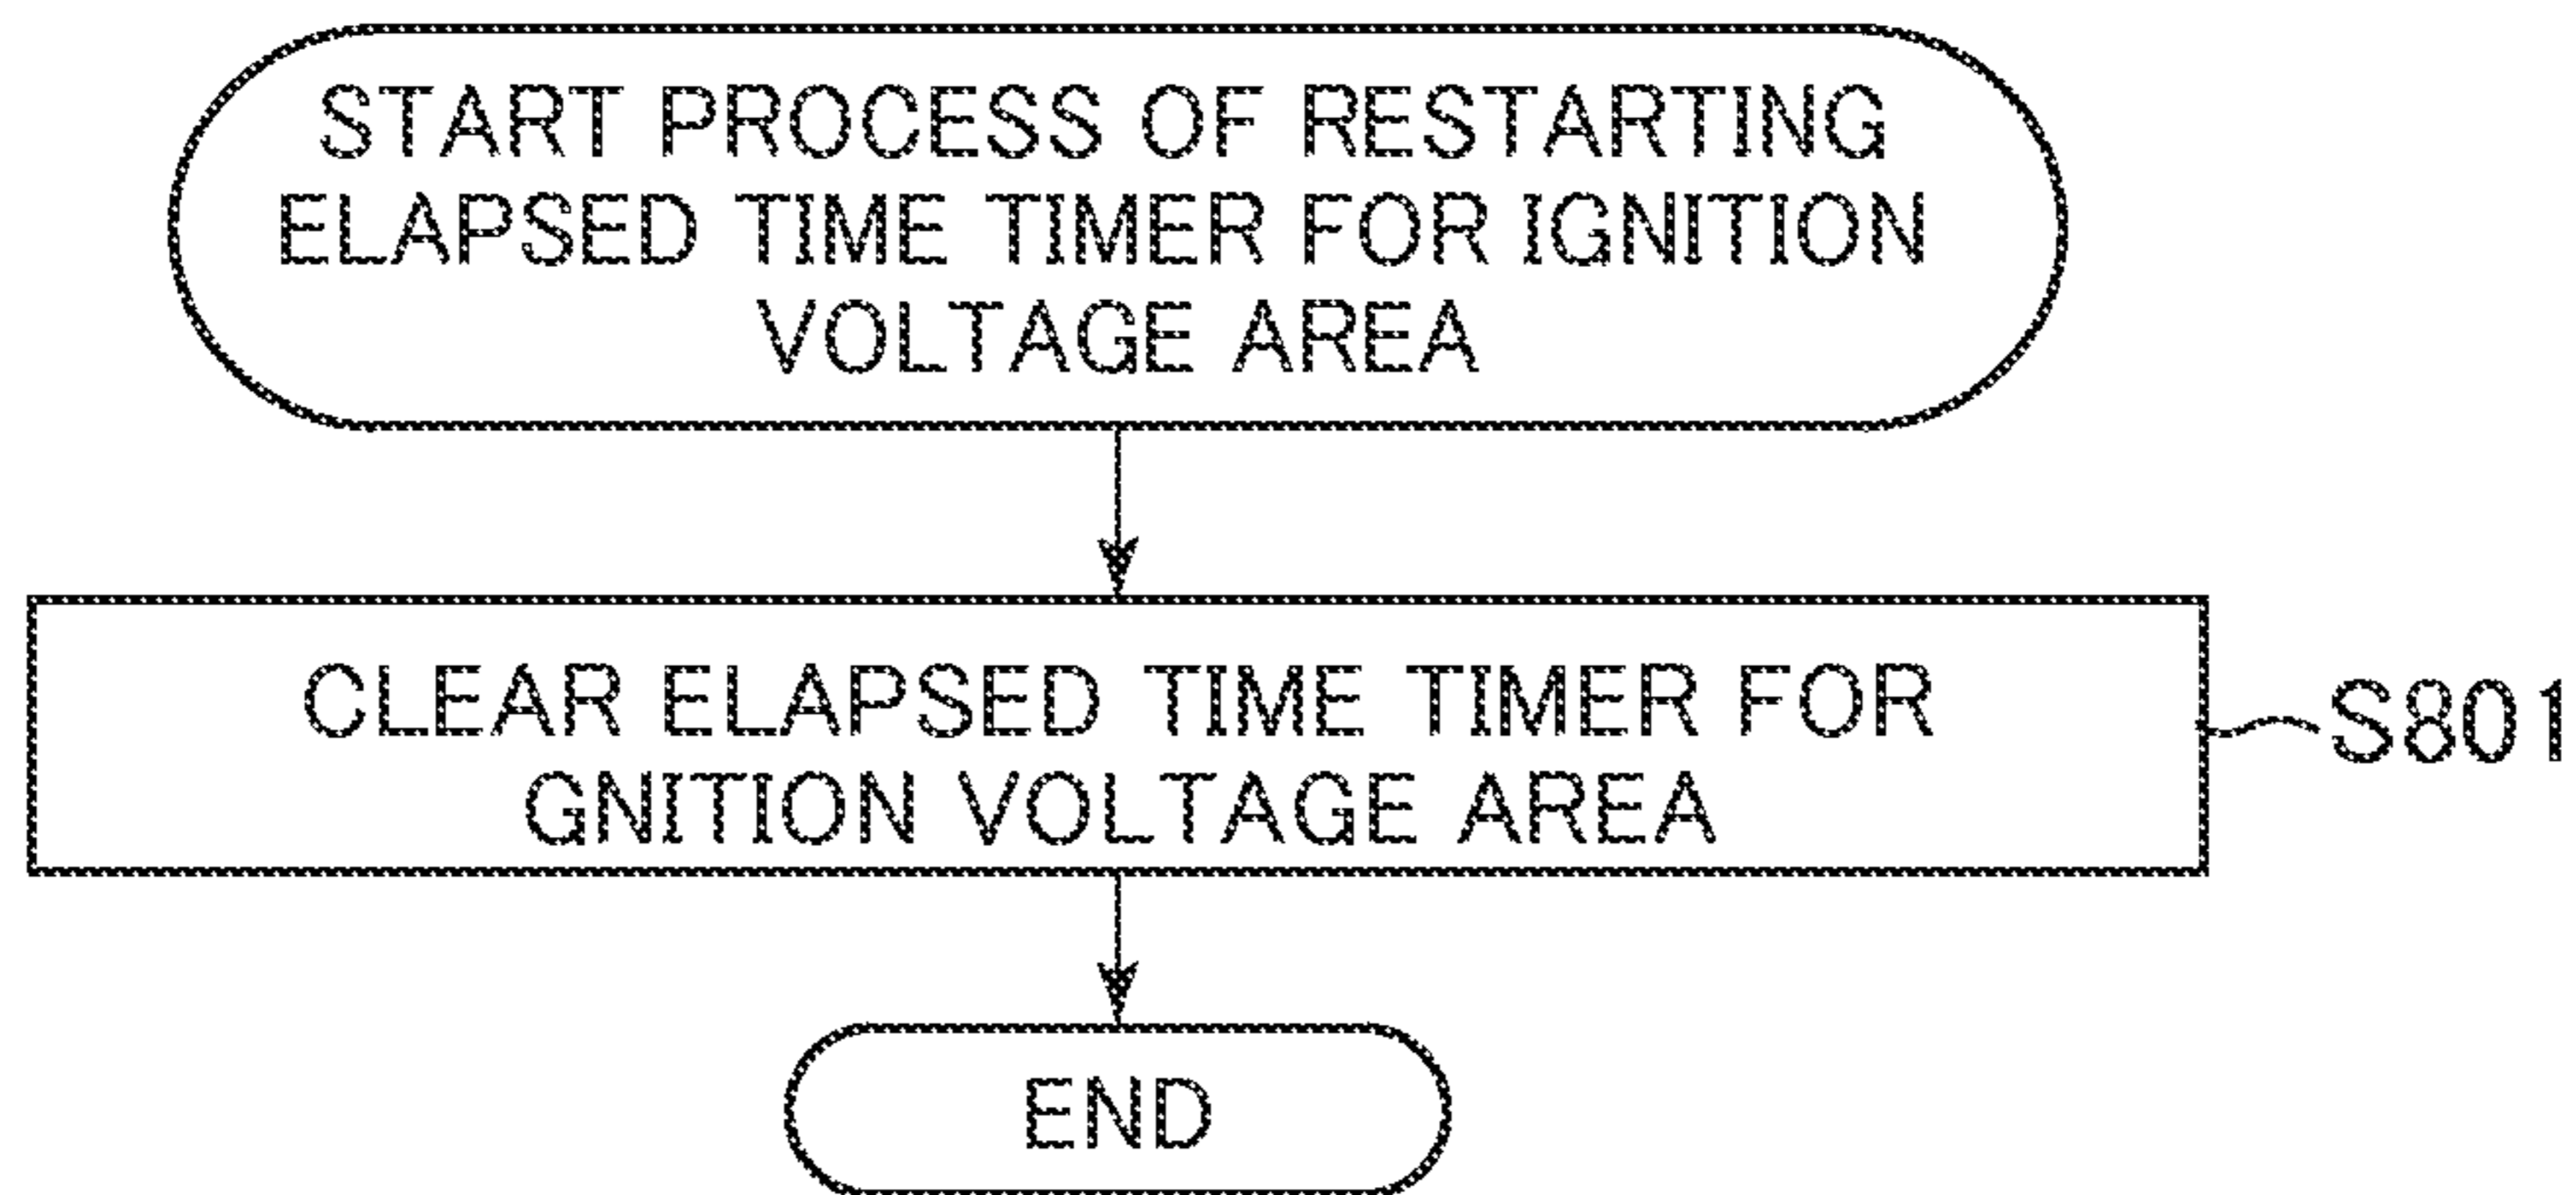 START PROCESS OF RESTARTING
ELAPSED TIME TIMER FOR IGNITION
VOLTAGE AREA
CLEAR ELAPSED TIME TIMER FOR
GNITION VOLTAGE AREA
S801
END